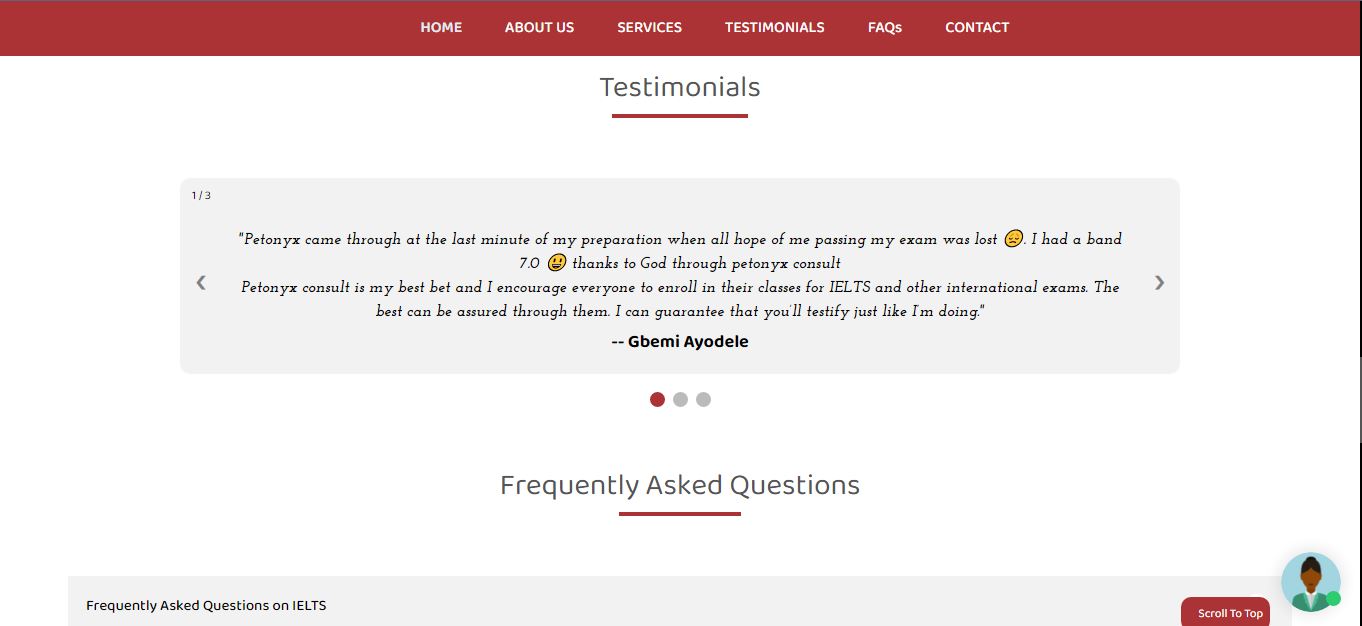 HOME ABOUT US SERVICES TESTIMONIALS FAQs CONTACT
Testimonials
1 / 3
"Petonyx came through at the last minute of my preparation when all hope of me passing my exam was lost 😔. I had a band
7.0 😃 thanks to God through petonyx consult
Petonyx consult is my best bet and I encourage everyone to enroll in their classes for IELTS and other international exams. The
best can be assured through them. I can guarantee that you'll testify just like I'm doing."
-- Gbemi Ayodele
Frequently Asked Questions
Frequently Asked Questions on IELTS
Scroll To Top